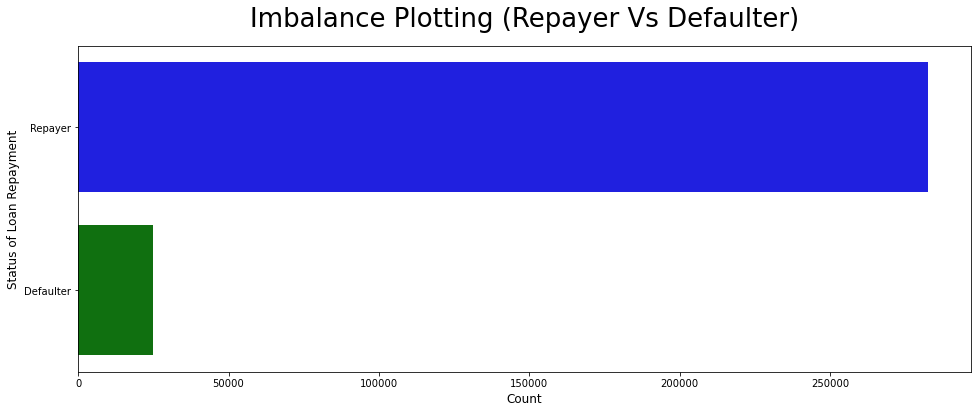 Imbalance Plotting (Repayer Vs Defaulter)
Status of Loan Repayment
Repayer
Defaulter
0 50000 100000 150000 200000 250000
Count